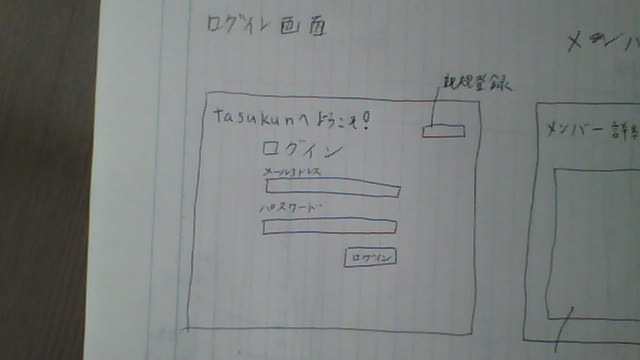 ログイン画面
新規登録
Tasukunへようこそ!
ログイン
メールアドレス
パスワード
ログイン
メンバ
メンバー詳